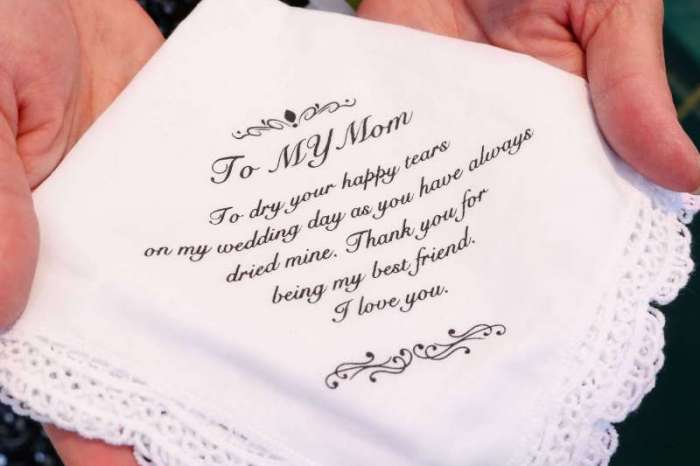 To MY Mom
To dry your happy tears
on my wedding day as you have always
dried mine. Thank you for
being my best friend.
I love you.